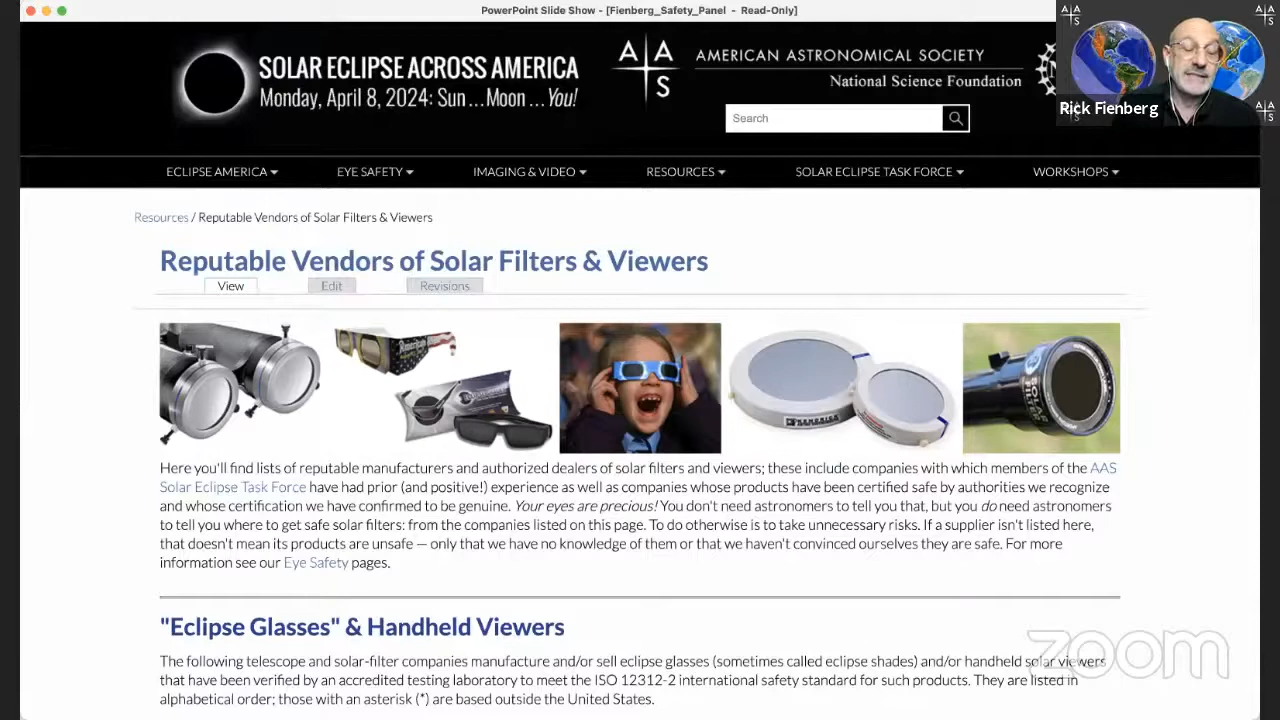 PowerPoint Slide Show - [Fienberg_Safety_Panel - Read-Only]
SOLAR ECLIPSE ACROSS AMERICA
Monday, April 8, 2024: Sun...Moon...You!
A A
S
AMERICAN ASTRONOMICAL SOCIETY
National Science Foundation
Search
Rick Fienberg
ECLIPSE AMERICA
EYE SAFETY
IMAGING & VIDEO
RESOURCES
SOLAR ECLIPSE TASK FORCE
WORKSHOPS
Resources / Reputable Vendors of Solar Filters & Viewers
Reputable Vendors of Solar Filters & Viewers
View
Edit
Revisions
Here you'll find lists of reputable manufacturers and authorized dealers of solar filters and viewers; these include companies with which members of the AAS
Solar Eclipse Task Force have had prior (and positive!) experience as well as companies whose products have been certified safe by authorities we recognize
and whose certification we have confirmed to be genuine. Your eyes are precious! You don't need astronomers to tell you that, but you do need astronomers
to tell you where to get safe solar filters: from the companies listed on this page. To do otherwise is to take unnecessary risks. If a supplier isn't listed here,
that doesn't mean its products are unsafe — only that we have no knowledge of them or that we haven't convinced ourselves they are safe. For more
information see our Eye Safety pages.
"Eclipse Glasses" & Handheld Viewers
The following telescope and solar-filter companies manufacture and/or sell eclipse glasses (sometimes called eclipse shades) and/or handheld solar viewers
that have been verified by an accredited testing laboratory to meet the ISO 12312-2 international safety standard for such products. They are listed in
alphabetical order; those with an asterisk (*) are based outside the United States.
zoom